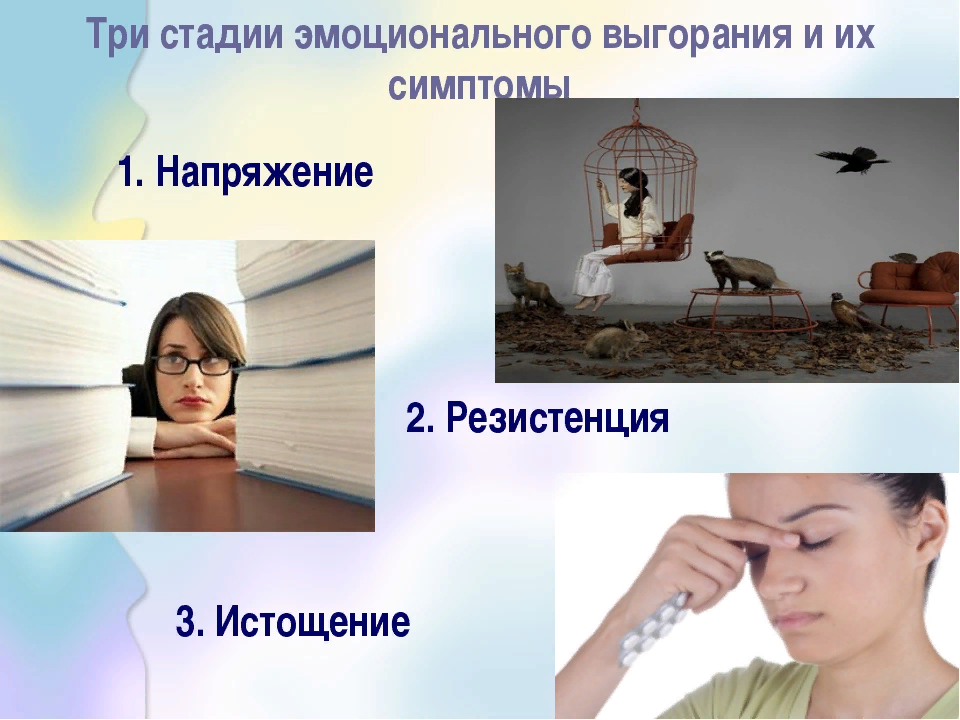 Три стадии эмоционального выгорания и их
симптомы
1. Напряжение
2. Резистенция
3. Истощение